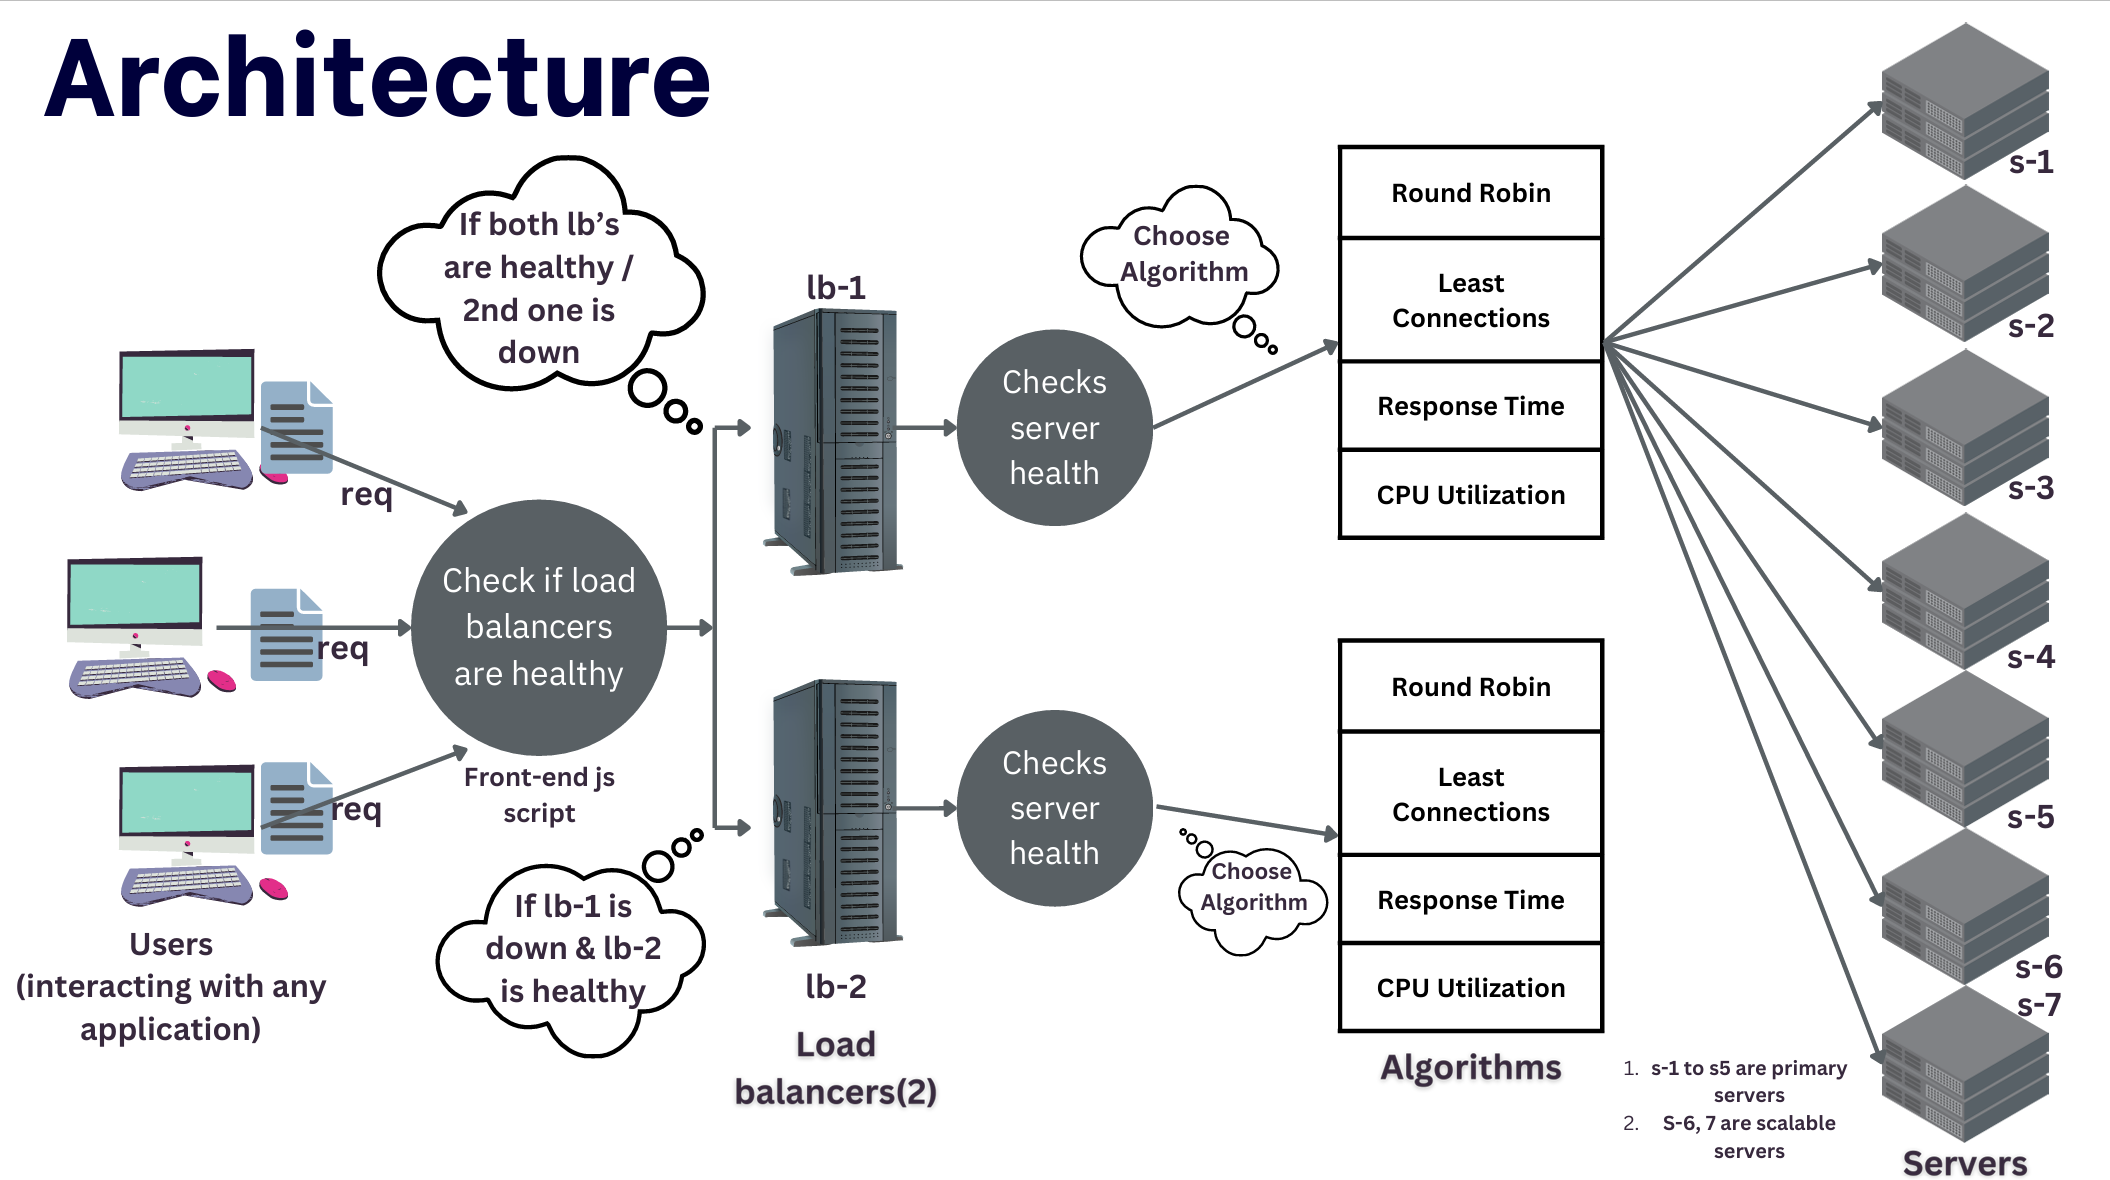 Architecture
If both lb’s
are healthy /
2nd one is
down
req
req
req
Users
(interacting with any
application)
Check if load
balancers
are healthy
Front-end js
script
If lb-1 is
down & lb-2
is healthy
lb-1
lb-2
Load
balancers(2)
Checks
server
health
Checks
server
health
Choose
Algorithm
Choose
Algorithm
Round Robin
Least
Connections
Response Time
CPU Utilization
Round Robin
Least
Connections
Response Time
CPU Utilization
Algorithms
s-1
s-2
s-3
s-4
s-5
s-6
s-7
1. s-1 to s5 are primary
servers
2. S-6, 7 are scalable
servers
Servers